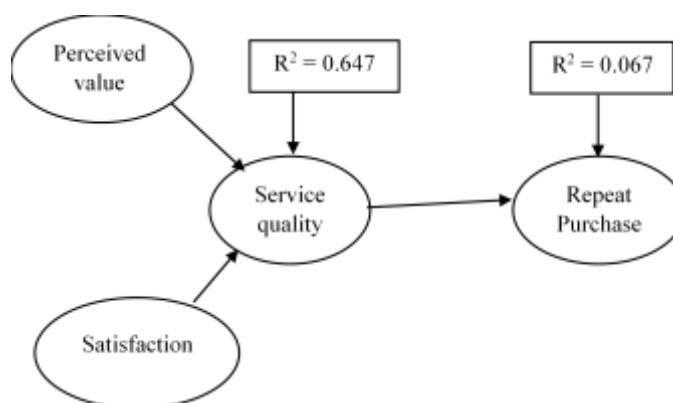 Perceived
value
R² = 0.647
R² = 0.067
Service
quality
Repeat
Purchase
Satisfaction